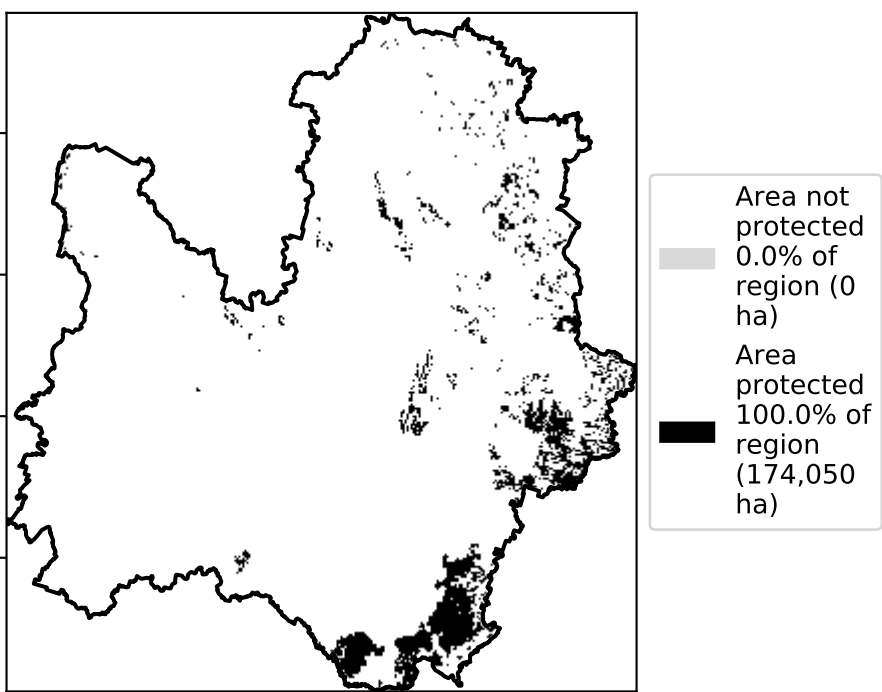 Area not
protected
0.0% of
region (0
ha)
Area
protected
100.0% of
region
(174,050
ha)